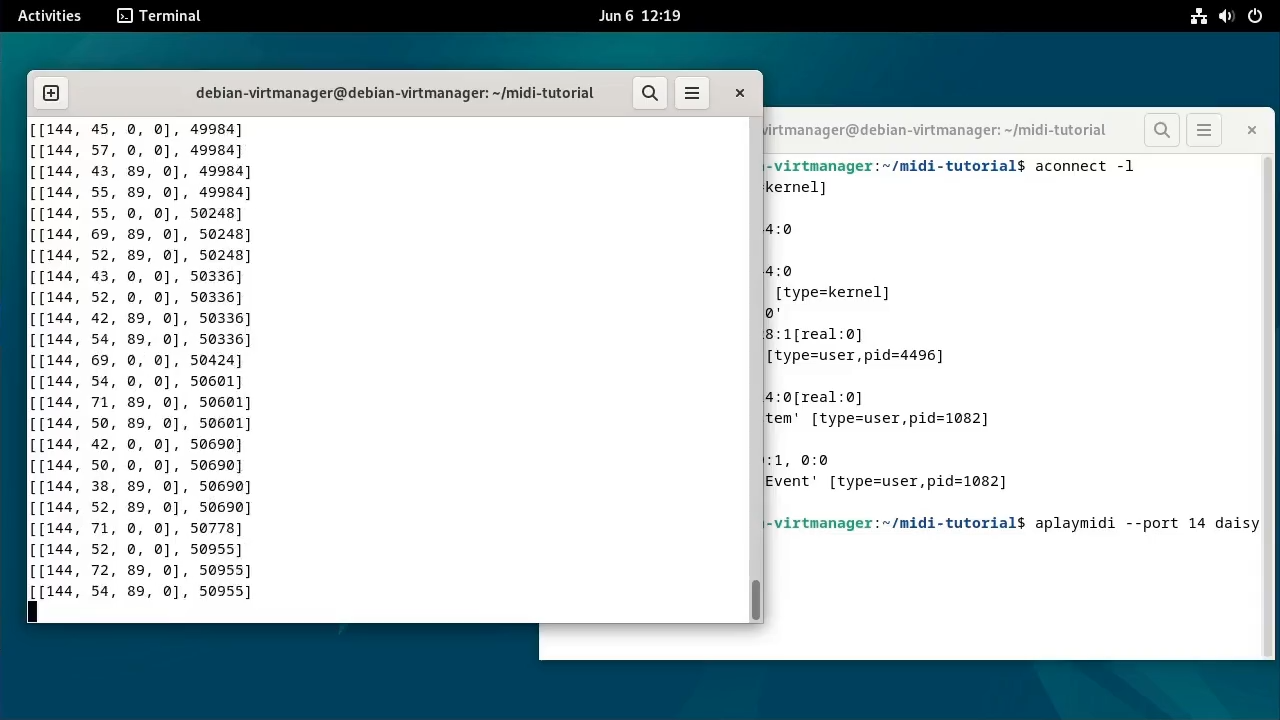 Activities
Terminal
Jun 6 12:19
debian-virtmanager@debian-virtmanager: ~/midi-tutorial
[[144, 45, 0, 0], 49984]
[[144, 57, 0, 0], 49984]
[[144, 43, 89, 0], 49984]
[[144, 55, 89, 0], 49984]
[[144, 55, 0, 0], 50248]
[[144, 69, 89, 0], 50248]
[[144, 52, 89, 0], 50248]
[[144, 43, 0, 0], 50336]
[[144, 52, 0, 0], 50336]
[[144, 42, 89, 0], 50336]
[[144, 54, 89, 0], 50336]
[[144, 69, 0, 0], 50424]
[[144, 54, 0, 0], 50601]
[[144, 71, 89, 0], 50601]
[[144, 50, 89, 0], 50601]
[[144, 42, 0, 0], 50690]
[[144, 50, 0, 0], 50690]
[[144, 38, 89, 0], 50690]
[[144, 52, 89, 0], 50690]
[[144, 71, 0, 0], 50778]
[[144, 52, 0, 0], 50955]
[[144, 72, 89, 0], 50955]
[[144, 54, 89, 0], 50955]
virtmanager@debian-virtmanager: ~/midi-tutorial
-virtmanager:~/midi-tutorial$ aconnect -l
=kernel]
4:0
4:0
[type=kernel]
0'
8:1[real:0]
[type=user,pid=4496]
4:0[real:0]
tem' [type=user,pid=1082]
0:1, 0:0
Event' [type=user,pid=1082]
-virtmanager:~/midi-tutorial$ aplaymidi --port 14 daisy